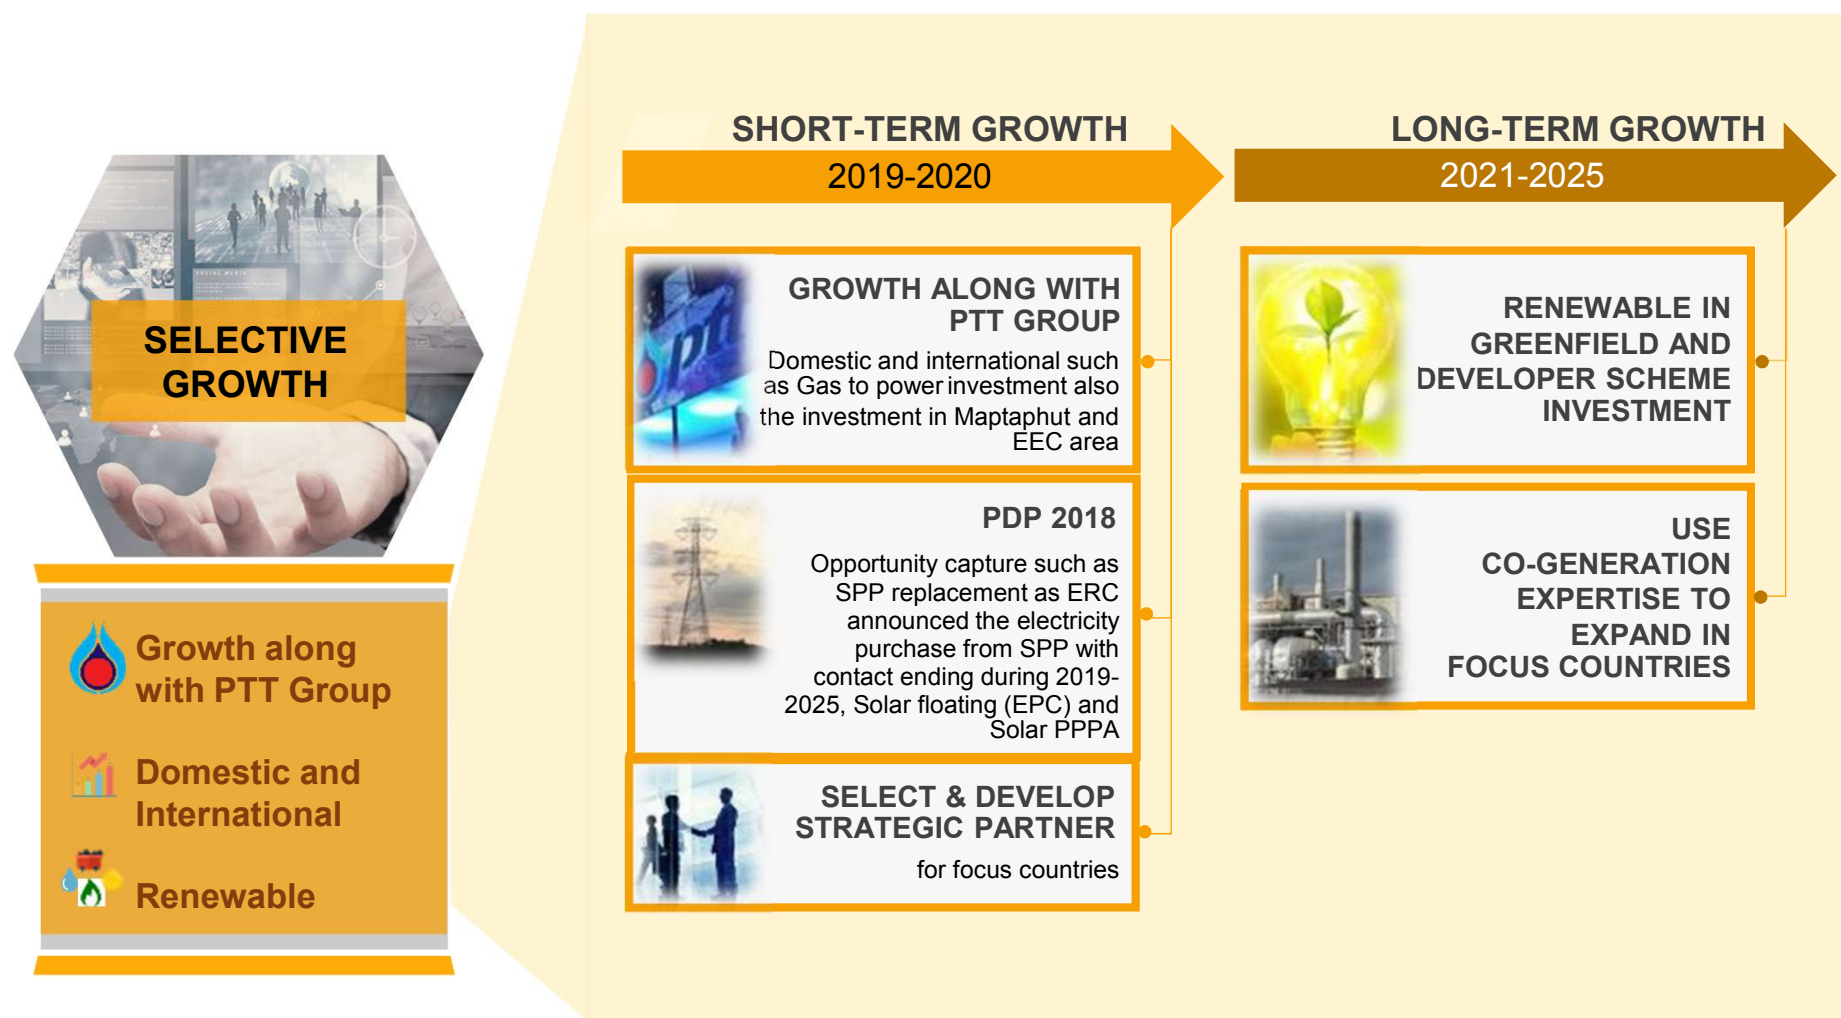 SELECTIVE
GROWTH
Growth along
with PTT Group
Domestic and
International
Renewable
SHORT-TERM GROWTH
2019-2020
GROWTH ALONG WITH
PTT GROUP
Domestic and international such
as Gas to power investment also
the investment in Maptaphut and
EEC area
PDP 2018
Opportunity capture such as
SPP replacement as ERC
announced the electricity
purchase from SPP with
contact ending during 2019-
2025, Solar floating (EPC) and
Solar PPPA
SELECT & DEVELOP
STRATEGIC PARTNER
for focus countries
LONG-TERM GROWTH
2021-2025
RENEWABLE IN
GREENFIELD AND
DEVELOPER SCHEME
INVESTMENT
USE
CO-GENERATION
EXPERTISE TO
EXPAND IN
FOCUS COUNTRIES
ptt
SOCIAL MEDIA